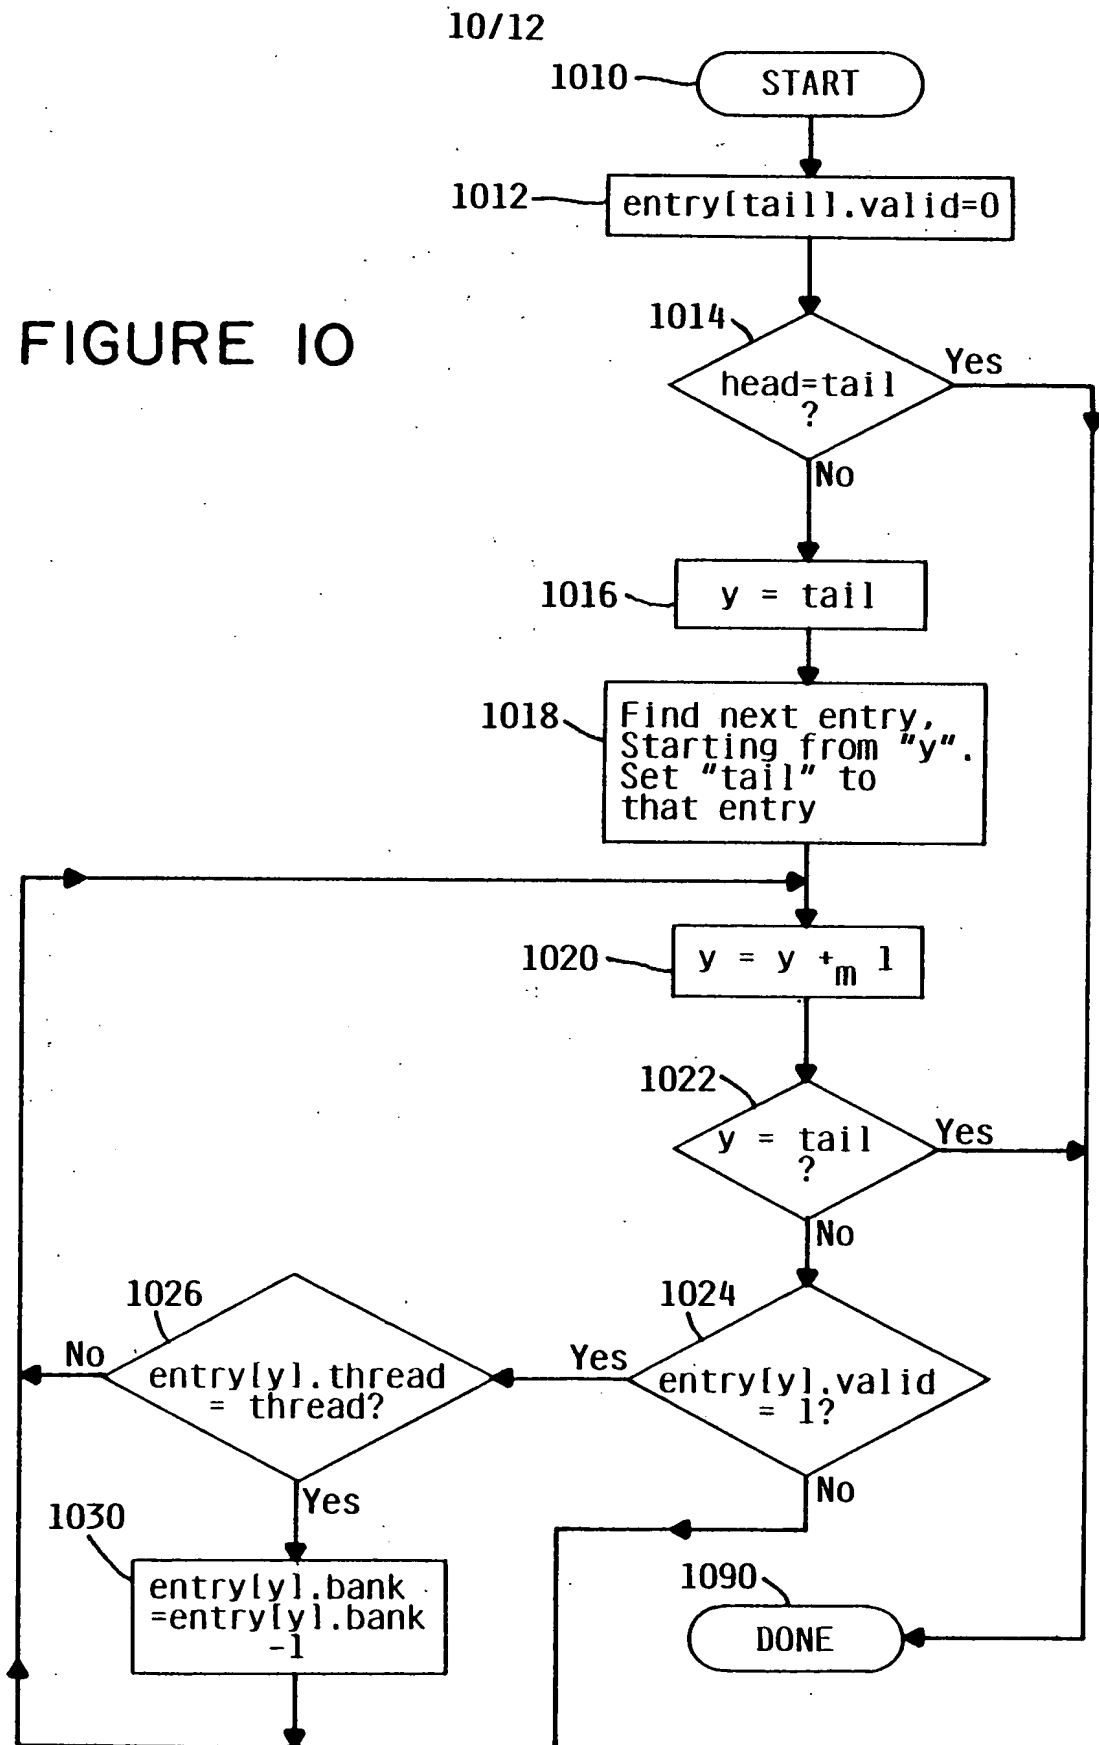 10/12
1010
START
1012
entry[tail].valid=0
FIGURE 10
1014
head=tail
?
Yes
No
1016
y = tail
1018
Find next entry,
Starting from "y".
Set "tail" to
that entry
1020
y = y +m 1
1022
y = tail
?
Yes
No
1024
entry[y].valid
= 1?
Yes
No
1026
entry[y].thread
= thread?
No
Yes
1030
entry[y].bank
=entry[y].bank
-1
1090
DONE